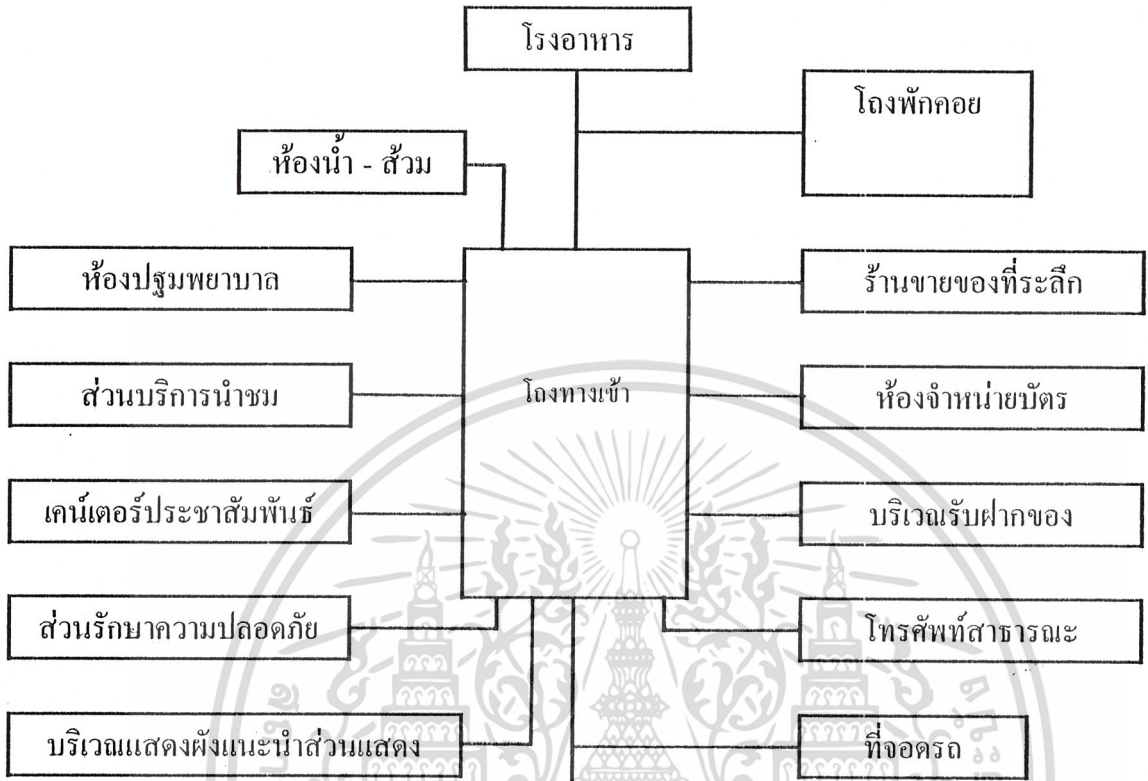 โรงอาหาร
โถงพักคอย
ห้องน้ำ - ส้วม
ห้องปฐมพยาบาล
ร้านขายของที่ระลึก
ส่วนบริการนำชม
โถงทางเข้า
ห้องจำหน่ายบัตร
เคน์เตอร์ประชาสัมพันธ์
บริเวณรับฝากของ
ส่วนรักษาความปลอดภัย
โทรศัพท์สาธารณะ
บริเวณแสดงผังแนะนำส่วนแสดง
ที่จอดรถ